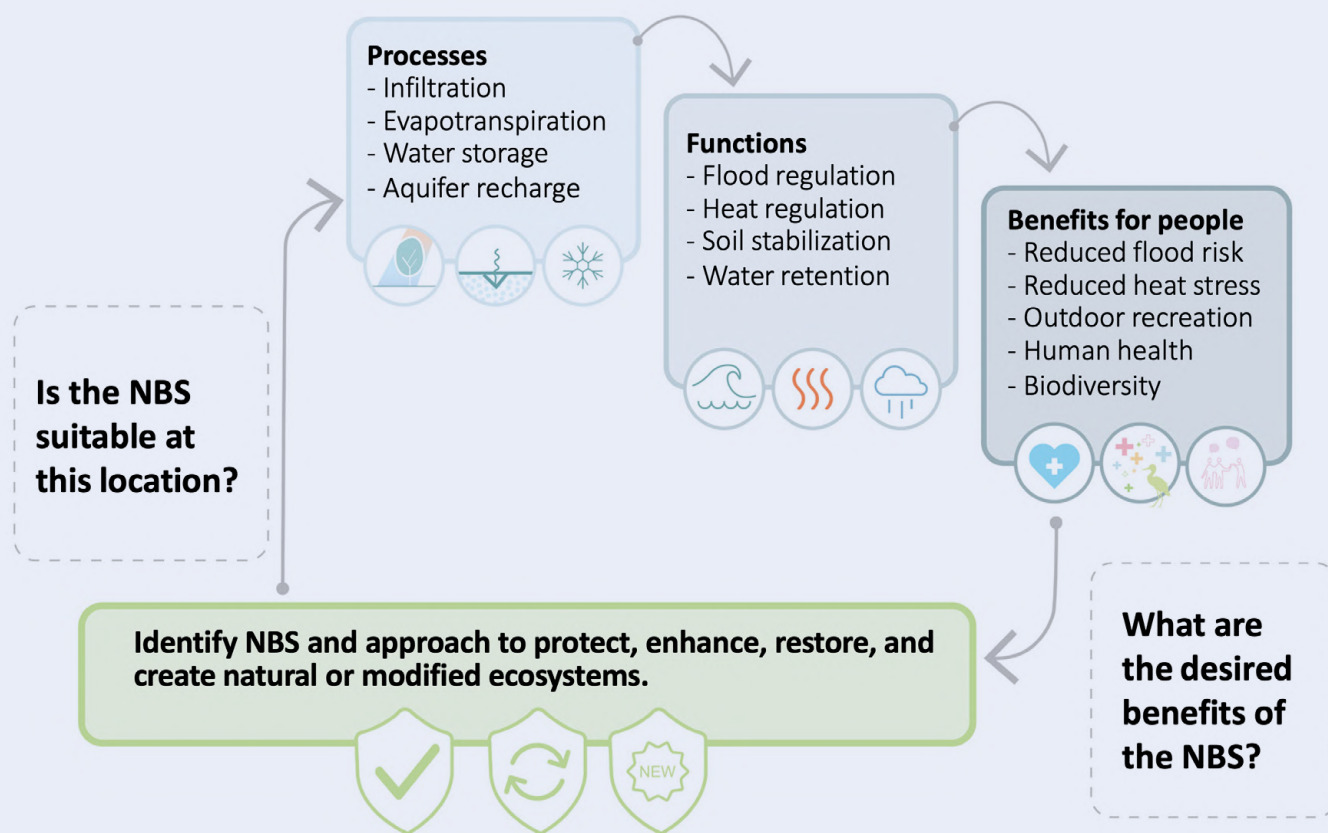 Processes
- Infiltration
- Evapotranspiration
- Water storage
- Aquifer recharge
Functions
- Flood regulation
- Heat regulation
- Soil stabilization
- Water retention
Benefits for people
- Reduced flood risk
- Reduced heat stress
- Outdoor recreation
- Human health
- Biodiversity
Is the NBS
suitable at
this location?
Identify NBS and approach to protect, enhance, restore, and
create natural or modified ecosystems.
NEW
What are
the desired
benefits of
the NBS?